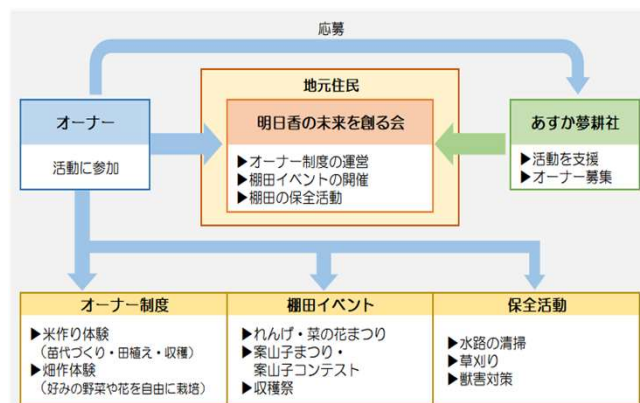 応募
地元住民
オーナー
活動に参加
明日香の未来を創る会
▶オーナー制度の運営
▶棚田イベントの開催
▶棚田の保全活動
あすか夢耕社
▶活動を支援
▶オーナー募集
オーナー制度
▶米作り体験
（苗代づくり・田植え・収穫）
▶畑作体験
（好みの野菜や花を自由に栽培）
棚田イベント
▶れんげ・菜の花まつり
▶案山子まつり・
案山子コンテスト
▶収穫祭
保全活動
▶水路の清掃
▶草刈り
▶獣害対策